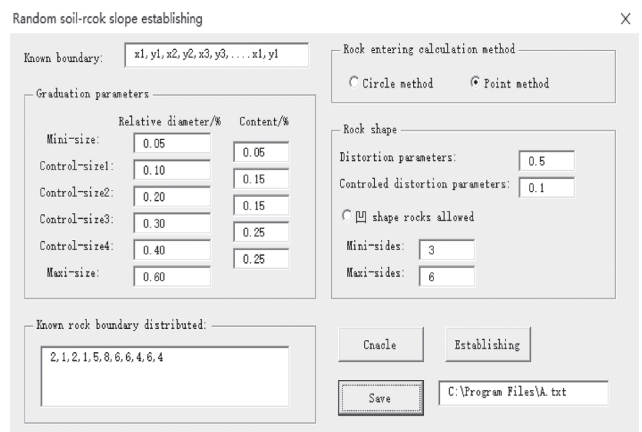 Random soil-rcok slope establishing
Known boundary: x1,y1,x2,y2,x3,y3,....x1,y1
Graduation parameters
Relative diameter/% Content/%
Mini-size: 0.05 0.05
Control-size1: 0.10 0.15
Control-size2: 0.20 0.15
Control-size3: 0.30 0.25
Control-size4: 0.40 0.25
Maxi-size: 0.60
Known rock boundary distributed:
2,1,2,1,5,8,6,6,4,6,4
Rock entering calculation method
Circle method Point method
Rock shape
Distortion parameters: 0.5
Controled distortion parameters: 0.1
凹 shape rocks allowed
Mini-sides: 3
Maxi-sides: 6
Cnacle Establishing
Save C:\Program Files\A.txt